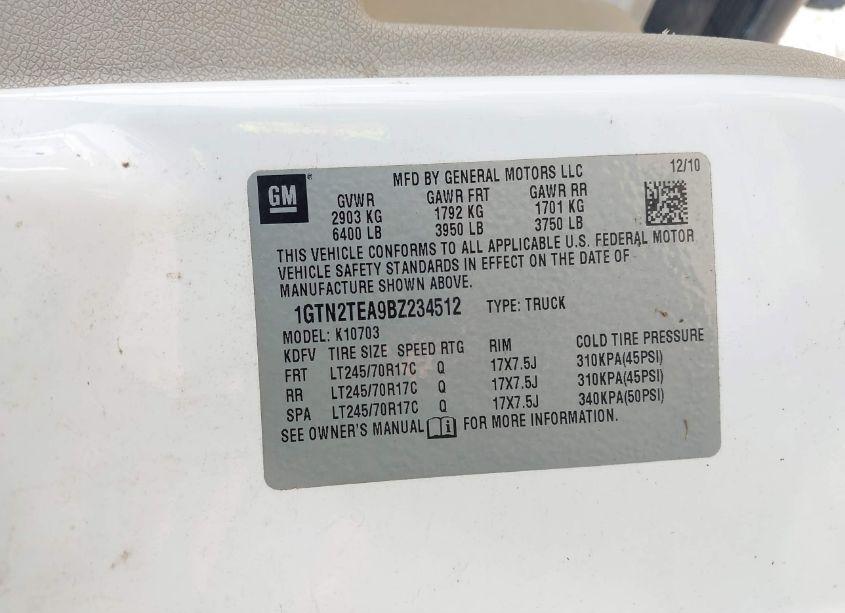 GM
MFD BY GENERAL MOTORS LLC 12/10
GVWR GAWR FRT GAWR RR
2903 KG 1792 KG 1701 KG
6400 LB 3950 LB 3750 LB
THIS VEHICLE CONFORMS TO ALL APPLICABLE U.S. FEDERAL MOTOR
VEHICLE SAFETY STANDARDS IN EFFECT ON THE DATE OF
MANUFACTURE SHOWN ABOVE.
1GTN2TEA9BZ234512 TYPE: TRUCK
MODEL: K10703
KDFV TIRE SIZE SPEED RTG RIM COLD TIRE PRESSURE
FRT LT245/70R17C Q 17X7.5J 310KPA(45PSI)
RR LT245/70R17C Q 17X7.5J 310KPA(45PSI)
SPA LT245/70R17C Q 17X7.5J 340KPA(50PSI)
SEE OWNER'S MANUAL i FOR MORE INFORMATION.